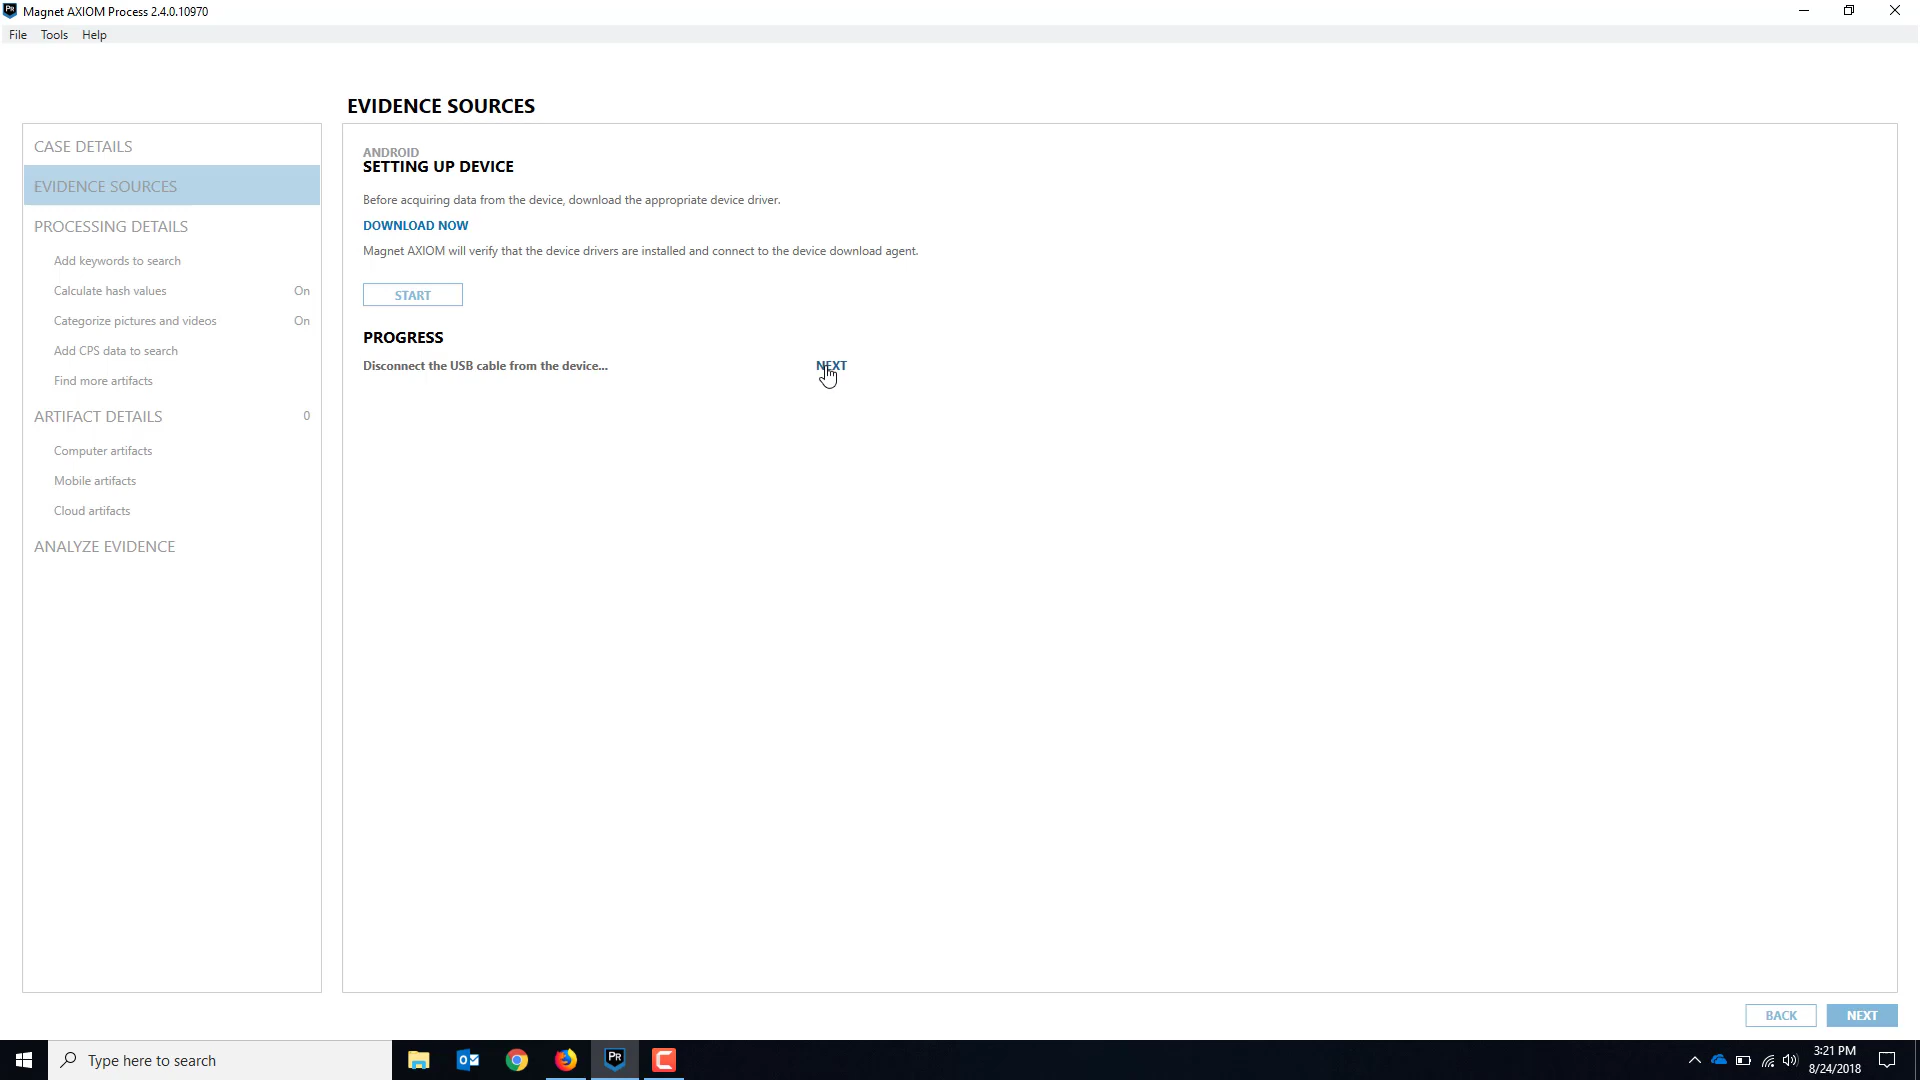 Magnet AXIOM Process 2.4.0.10970
File Tools Help
EVIDENCE SOURCES
CASE DETAILS
EVIDENCE SOURCES
PROCESSING DETAILS
Add keywords to search
Calculate hash values On
Categorize pictures and videos On
Add CPS data to search
Find more artifacts
ARTIFACT DETAILS 0
Computer artifacts
Mobile artifacts
Cloud artifacts
ANALYZE EVIDENCE
ANDROID
SETTING UP DEVICE
Before acquiring data from the device, download the appropriate device driver.
DOWNLOAD NOW
Magnet AXIOM will verify that the device drivers are installed and connect to the device download agent.
START
PROGRESS
Disconnect the USB cable from the device... NEXT
BACK NEXT
Type here to search
3:21 PM
8/24/2018